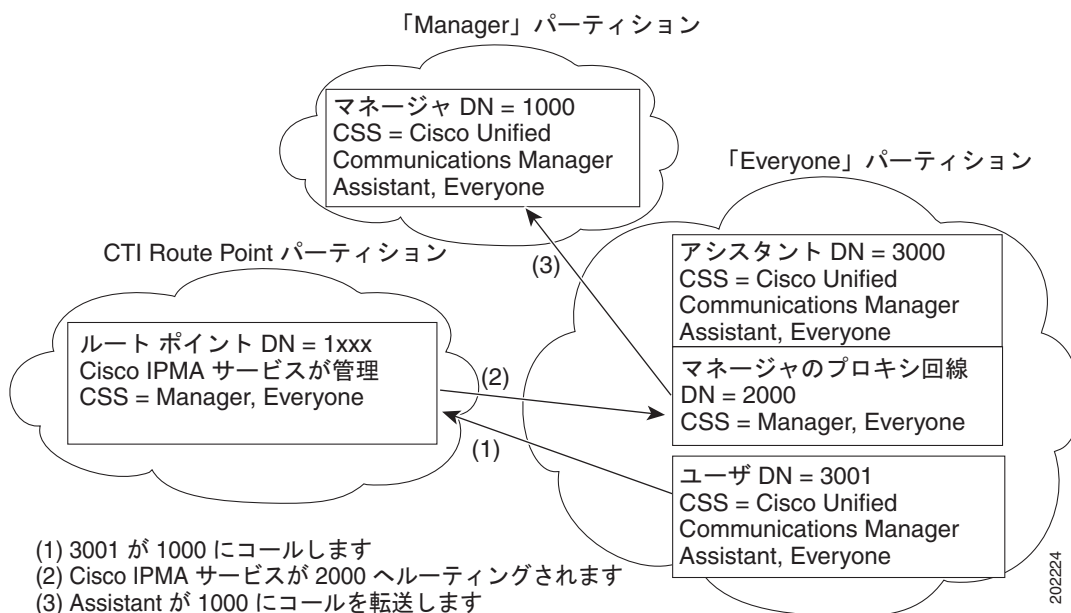 「Manager」パーティション
マネージャ DN = 1000
CSS = Cisco Unified
Communications Manager
Assistant, Everyone
「Everyone」パーティション
CTI Route Point パーティション
(3)
アシスタント DN = 3000
CSS = Cisco Unified
Communications Manager
Assistant, Everyone
ルート ポイント DN = 1xxx
Cisco IPMA サービスが管理
CSS = Manager, Everyone
(2)
マネージャのプロキシ回線
DN = 2000
CSS = Manager, Everyone
(1)
ユーザ DN = 3001
CSS = Cisco Unified
Communications Manager
Assistant, Everyone
(1) 3001 が 1000 にコールします
(2) Cisco IPMA サービスが 2000 へルーティングされます
(3) Assistant が 1000 にコールを転送します
202224